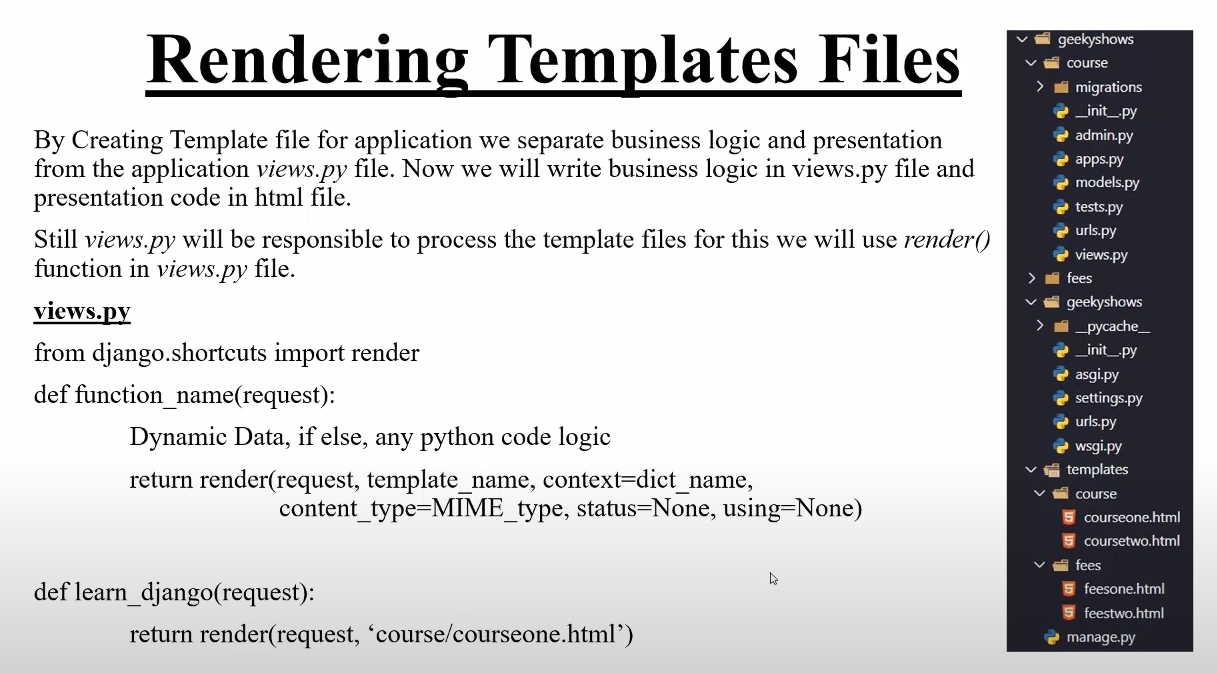 Rendering Templates Files
By Creating Template file for application we separate business logic and presentation
from the application views.py file. Now we will write business logic in views.py file and
presentation code in html file.
Still views.py will be responsible to process the template files for this we will use render()
function in views.py file.
views.py
from django.shortcuts import render
def function_name(request):
Dynamic Data, if else, any python code logic
return render(request, template_name, context=dict_name,
content_type=MIME_type, status=None, using=None)
def learn_django(request):
return render(request, ‘course/courseone.html’)
geekyshows
course
migrations
__init__.py
admin.py
apps.py
models.py
tests.py
urls.py
views.py
fees
geekyshows
__pycache__
__init__.py
asgi.py
settings.py
urls.py
wsgi.py
templates
course
courseone.html
coursetwo.html
fees
feesone.html
feestwo.html
manage.py